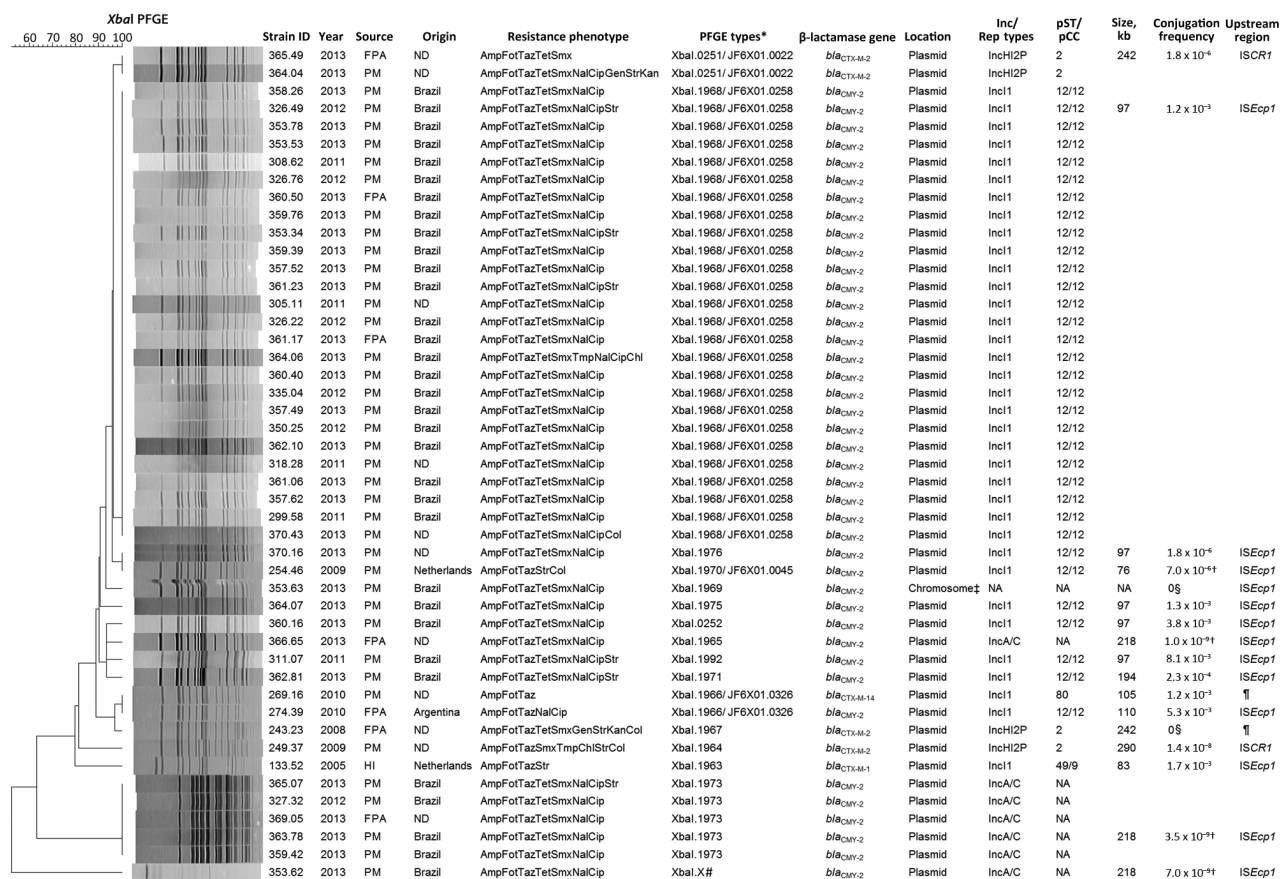 XbaI PFGE
60 80 90 100
Strain ID Year Source Origin Resistance phenotype PFGE types* β-lactamase gene Location Inc/ Rep types pST/ pCC Size, kb Conjugation frequency Upstream region
365.49 2013 FPA ND AmpFotTazTetSmx XbaI.0251/JF6X01.0022 blaCTX-M-2 Plasmid IncHI2P 2 242 1.8 x 10⁻⁶ ISCR1
364.04 2013 PM ND AmpFotTazTetSmxNalCipGenStrKan XbaI.0251/JF6X01.0022 blaCTX-M-2 Plasmid IncHI2P 2
358.26 2013 PM Brazil AmpFotTazTetSmxNalCip XbaI.1968/JF6X01.0258 blaCMY-2 Plasmid IncI1 12/12
326.49 2012 PM Brazil AmpFotTazTetSmxNalCipStr XbaI.1968/JF6X01.0258 blaCMY-2 Plasmid IncI1 12/12 97 1.2 x 10⁻³ ISEcp1
353.78 2013 PM Brazil AmpFotTazTetSmxNalCip XbaI.1968/JF6X01.0258 blaCMY-2 Plasmid IncI1 12/12
353.53 2013 PM Brazil AmpFotTazTetSmxNalCip XbaI.1968/JF6X01.0258 blaCMY-2 Plasmid IncI1 12/12
308.62 2011 PM Brazil AmpFotTazTetSmxNalCip XbaI.1968/JF6X01.0258 blaCMY-2 Plasmid IncI1 12/12
326.76 2012 PM Brazil AmpFotTazTetSmxNalCip XbaI.1968/JF6X01.0258 blaCMY-2 Plasmid IncI1 12/12
360.50 2013 FPA Brazil AmpFotTazTetSmxNalCip XbaI.1968/JF6X01.0258 blaCMY-2 Plasmid IncI1 12/12
359.76 2013 PM Brazil AmpFotTazTetSmxNalCip XbaI.1968/JF6X01.0258 blaCMY-2 Plasmid IncI1 12/12
353.34 2013 PM Brazil AmpFotTazTetSmxNalCipStr XbaI.1968/JF6X01.0258 blaCMY-2 Plasmid IncI1 12/12
359.39 2013 PM Brazil AmpFotTazTetSmxNalCip XbaI.1968/JF6X01.0258 blaCMY-2 Plasmid IncI1 12/12
357.52 2013 PM Brazil AmpFotTazTetSmxNalCip XbaI.1968/JF6X01.0258 blaCMY-2 Plasmid IncI1 12/12
361.23 2013 PM Brazil AmpFotTazTetSmxNalCipStr XbaI.1968/JF6X01.0258 blaCMY-2 Plasmid IncI1 12/12
305.11 2011 PM ND AmpFotTazTetSmxNalCip XbaI.1968/JF6X01.0258 blaCMY-2 Plasmid IncI1 12/12
326.22 2012 PM Brazil AmpFotTazTetSmxNalCip XbaI.1968/JF6X01.0258 blaCMY-2 Plasmid IncI1 12/12
361.17 2013 FPA Brazil AmpFotTazTetSmxNalCip XbaI.1968/JF6X01.0258 blaCMY-2 Plasmid IncI1 12/12
364.06 2013 PM Brazil AmpFotTazTetSmxTmpNalCipChl XbaI.1968/JF6X01.0258 blaCMY-2 Plasmid IncI1 12/12
360.40 2013 PM Brazil AmpFotTazTetSmxNalCip XbaI.1968/JF6X01.0258 blaCMY-2 Plasmid IncI1 12/12
335.04 2012 PM Brazil AmpFotTazTetSmxNalCip XbaI.1968/JF6X01.0258 blaCMY-2 Plasmid IncI1 12/12
357.49 2013 PM Brazil AmpFotTazTetSmxNalCip XbaI.1968/JF6X01.0258 blaCMY-2 Plasmid IncI1 12/12
350.25 2012 PM Brazil AmpFotTazTetSmxNalCip XbaI.1968/JF6X01.0258 blaCMY-2 Plasmid IncI1 12/12
362.10 2013 PM Brazil AmpFotTazTetSmxNalCip XbaI.1968/JF6X01.0258 blaCMY-2 Plasmid IncI1 12/12
318.28 2011 PM ND AmpFotTazTetSmxNalCip XbaI.1968/JF6X01.0258 blaCMY-2 Plasmid IncI1 12/12
361.06 2013 PM Brazil AmpFotTazTetSmxNalCip XbaI.1968/JF6X01.0258 blaCMY-2 Plasmid IncI1 12/12
357.62 2013 PM Brazil AmpFotTazTetSmxNalCip XbaI.1968/JF6X01.0258 blaCMY-2 Plasmid IncI1 12/12
299.58 2011 PM Brazil AmpFotTazTetSmxNalCip XbaI.1968/JF6X01.0258 blaCMY-2 Plasmid IncI1 12/12
370.43 2013 PM ND AmpFotTazTetSmxNalCipCol XbaI.1968/JF6X01.0258 blaCMY-2 Plasmid IncI1 12/12
370.16 2013 PM ND AmpFotTazTetSmxNalCip XbaI.1976 blaCMY-2 Plasmid IncI1 12/12 97 1.8 x 10⁻⁶ ISEcp1
254.46 2009 PM Netherlands AmpFotTazStrCol XbaI.1970/JF6X01.0045 blaCMY-2 Plasmid IncI1 12/12 76 7.0 x 10⁻⁶† ISEcp1
353.63 2013 PM Brazil AmpFotTazTetSmxNalCip XbaI.1969 blaCMY-2 Chromosome‡ NA NA NA 0§ ISEcp1
364.07 2013 PM Brazil AmpFotTazTetSmxNalCip XbaI.1975 blaCMY-2 Plasmid IncI1 12/12 97 1.3 x 10⁻³ ISEcp1
360.16 2013 PM Brazil AmpFotTazTetSmxNalCip XbaI.0252 blaCMY-2 Plasmid IncI1 12/12 97 3.8 x 10⁻³ ISEcp1
366.65 2013 FPA ND AmpFotTazTetSmxNalCip XbaI.1965 blaCMY-2 Plasmid IncA/C NA 218 1.0 x 10⁻⁹† ISEcp1
311.07 2011 PM Brazil AmpFotTazTetSmxNalCipStr XbaI.1992 blaCMY-2 Plasmid IncI1 12/12 97 8.1 x 10⁻³ ISEcp1
362.81 2013 PM Brazil AmpFotTazTetSmxNalCipStr XbaI.1971 blaCMY-2 Plasmid IncI1 12/12 194 2.3 x 10⁻⁴ ISEcp1
269.16 2010 PM ND AmpFotTaz XbaI.1966/JF6X01.0326 blaCTX-M-14 Plasmid IncI1 80 105 1.2 x 10⁻³ ¶
274.39 2010 FPA Argentina AmpFotTazNalCip XbaI.1966/JF6X01.0326 blaCMY-2 Plasmid IncI1 12/12 110 5.3 x 10⁻³ ISEcp1
243.23 2008 FPA ND AmpFotTazTetSmxGenStrKanCol XbaI.1967 blaCTX-M-2 Plasmid IncHI2P 2 242 0§ ¶
249.37 2009 PM ND AmpFotTazSmxTmpChlStrCol XbaI.1964 blaCTX-M-2 Plasmid IncHI2P 2 290 1.4 x 10⁻⁸ ISCR1
133.52 2005 HI Netherlands AmpFotTazStr XbaI.1963 blaCTX-M-1 Plasmid IncI1 49/9 83 1.7 x 10⁻³ ISEcp1
365.07 2013 PM Brazil AmpFotTazTetSmxNalCipStr XbaI.1973 blaCMY-2 Plasmid IncA/C NA
327.32 2012 PM Brazil AmpFotTazTetSmxNalCip XbaI.1973 blaCMY-2 Plasmid IncA/C NA
369.05 2013 FPA ND AmpFotTazTetSmxNalCip XbaI.1973 blaCMY-2 Plasmid IncA/C NA
363.78 2013 PM Brazil AmpFotTazTetSmxNalCip XbaI.1973 blaCMY-2 Plasmid IncA/C NA 218 3.5 x 10⁻⁹† ISEcp1
359.42 2013 PM Brazil AmpFotTazTetSmxNalCip XbaI.1973 blaCMY-2 Plasmid IncA/C NA
353.62 2013 PM Brazil AmpFotTazTetSmxNalCip XbaI.X# blaCMY-2 Plasmid IncA/C NA 218 7.0 x 10⁻⁹† ISEcp1